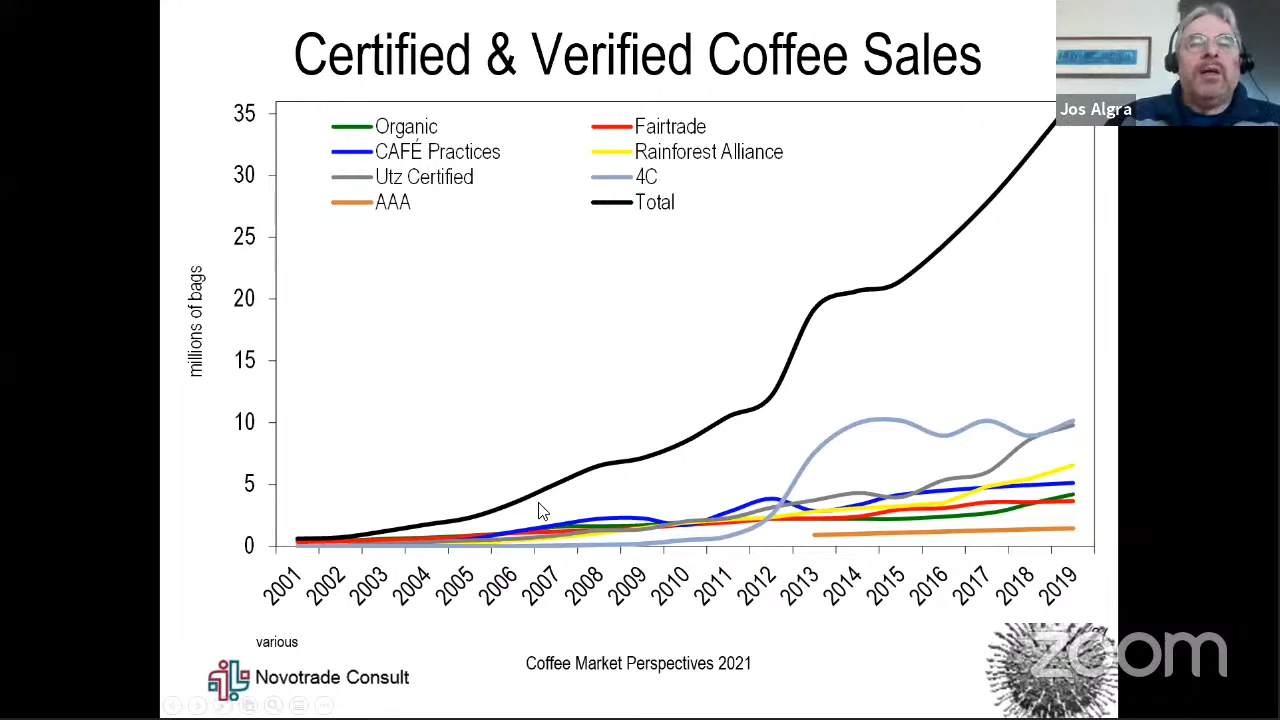 Certified & Verified Coffee Sales
Jos Algra
Organic
Fairtrade
CAFÉ Practices
Rainforest Alliance
Utz Certified
4C
AAA
Total
millions of bags
35
30
25
20
15
10
5
0
2001 2002 2003 2004 2005 2006 2007 2008 2009 2010 2011 2012 2013 2014 2015 2016 2017 2018 2019
various
Novotrade Consult
Coffee Market Perspectives 2021
zoom